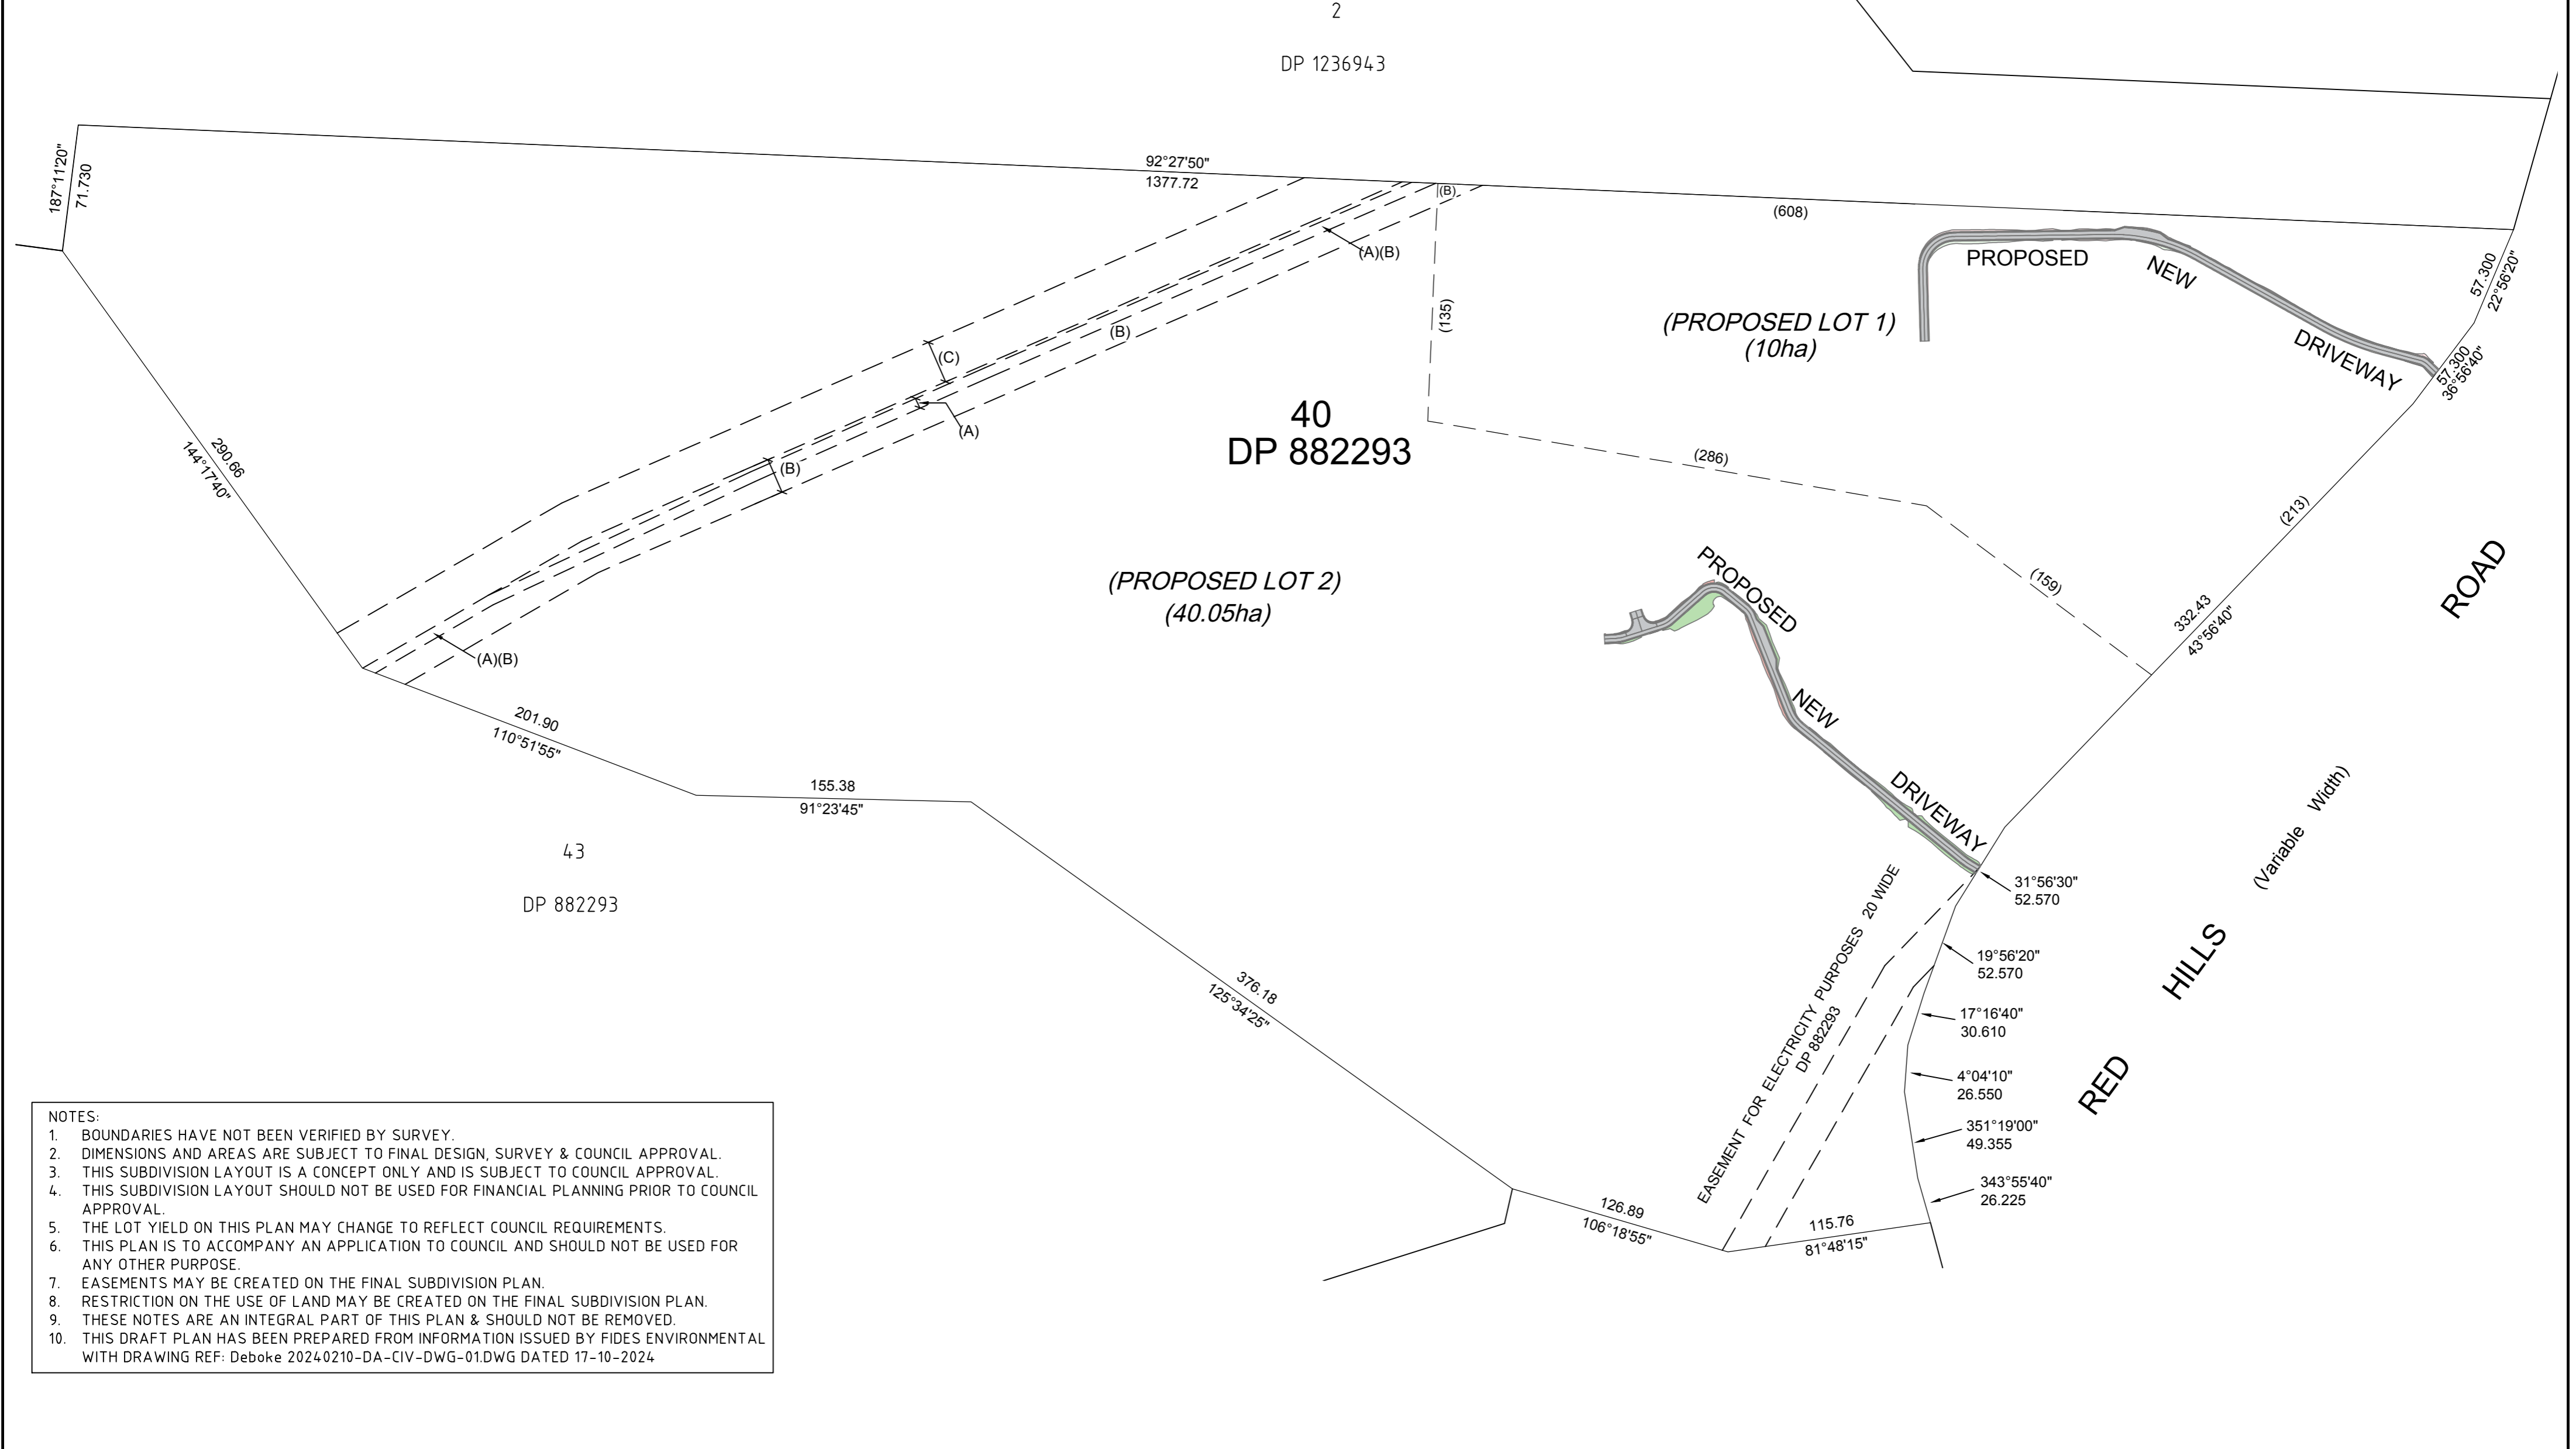 2
DP 1236943
187°11'20"
71.730
92°27'50"
1377.72
(B)
(608)
(A)(B)
PROPOSED
NEW
DRIVEWAY
57.300
22°56'20"
57.300
36°56'40"
(135)
(PROPOSED LOT 1)
(10ha)
(B)
(C)
(A)
(B)
40
DP 882293
290.66
144°17'40"
(286)
(213)
(159)
ROAD
332.43
43°56'40"
(PROPOSED LOT 2)
(40.05ha)
PROPOSED
NEW
DRIVEWAY
(A)(B)
201.90
110°51'55"
155.38
91°23'45"
43
DP 882293
(Variable Width)
HILLS
RED
31°56'30"
52.570
19°56'20"
52.570
17°16'40"
30.610
4°04'10"
26.550
351°19'00"
49.355
343°55'40"
26.225
EASEMENT FOR ELECTRICITY PURPOSES 20 WIDE
DP 882293
376.18
125°34'25"
126.89
106°18'55"
115.76
81°48'15"
NOTES:
1. BOUNDARIES HAVE NOT BEEN VERIFIED BY SURVEY.
2. DIMENSIONS AND AREAS ARE SUBJECT TO FINAL DESIGN, SURVEY & COUNCIL APPROVAL.
3. THIS SUBDIVISION LAYOUT IS A CONCEPT ONLY AND IS SUBJECT TO COUNCIL APPROVAL.
4. THIS SUBDIVISION LAYOUT SHOULD NOT BE USED FOR FINANCIAL PLANNING PRIOR TO COUNCIL
APPROVAL.
5. THE LOT YIELD ON THIS PLAN MAY CHANGE TO REFLECT COUNCIL REQUIREMENTS.
6. THIS PLAN IS TO ACCOMPANY AN APPLICATION TO COUNCIL AND SHOULD NOT BE USED FOR
ANY OTHER PURPOSE.
7. EASEMENTS MAY BE CREATED ON THE FINAL SUBDIVISION PLAN.
8. RESTRICTION ON THE USE OF LAND MAY BE CREATED ON THE FINAL SUBDIVISION PLAN.
9. THESE NOTES ARE AN INTEGRAL PART OF THIS PLAN & SHOULD NOT BE REMOVED.
10. THIS DRAFT PLAN HAS BEEN PREPARED FROM INFORMATION ISSUED BY FIDES ENVIRONMENTAL
WITH DRAWING REF: Deboke 20240210-DA-CIV-DWG-01.DWG DATED 17-10-2024